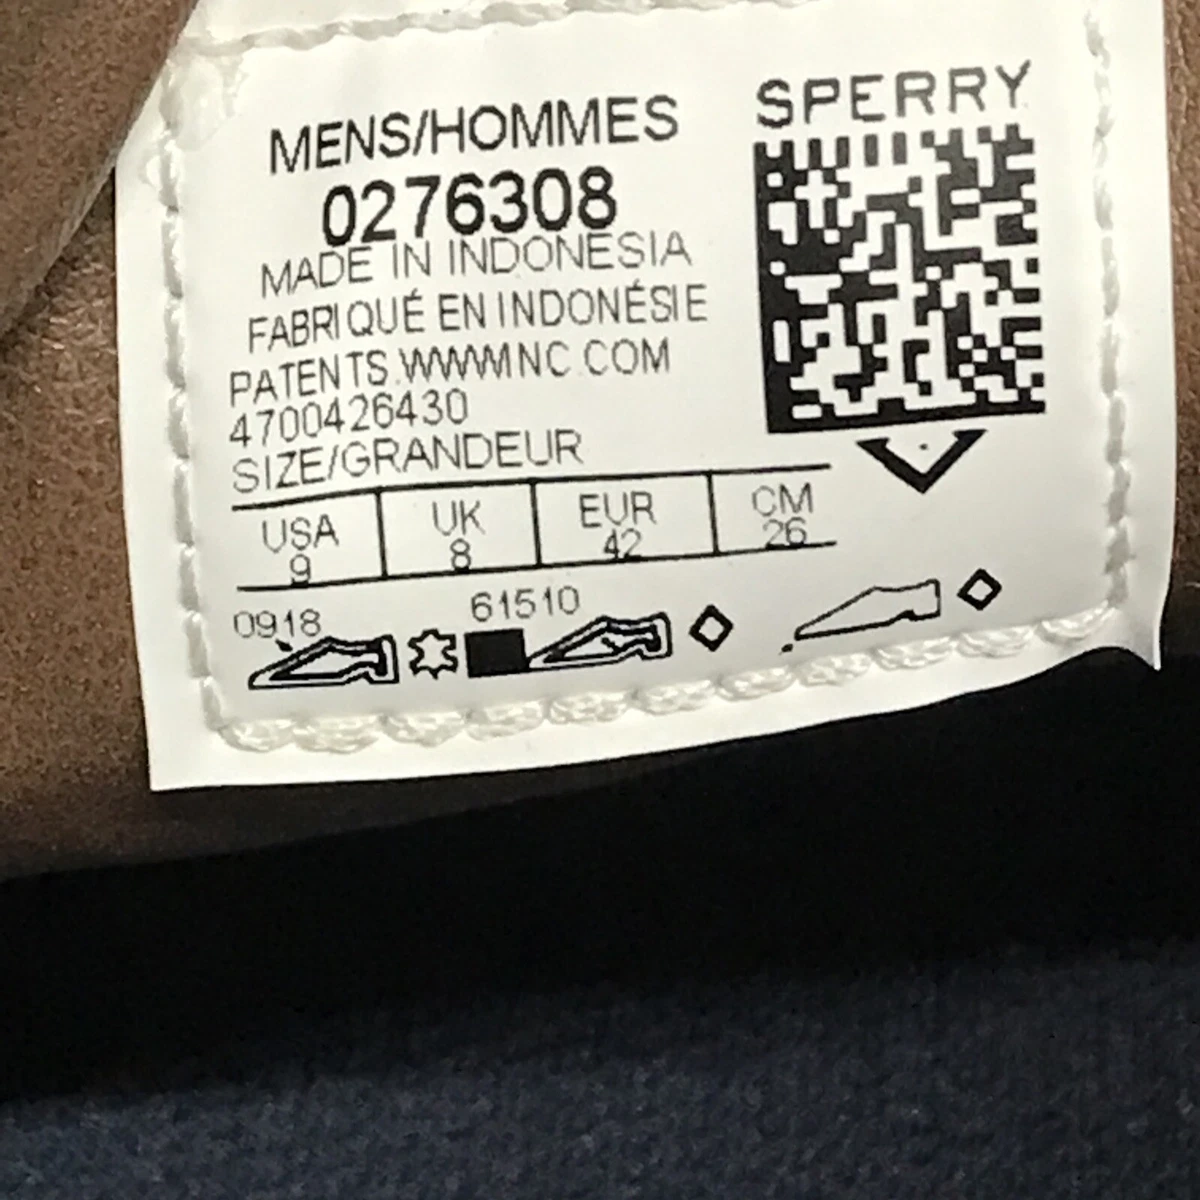 SPERRY
MENS/HOMMES
0276308
MADE IN INDONESIA
FABRIQUÉ EN INDONÉSIE
PATENTS.WWWMNC.COM
4700426430
SIZE/GRANDEUR
USA UK EUR CM
9 8 42 26
0918 61510